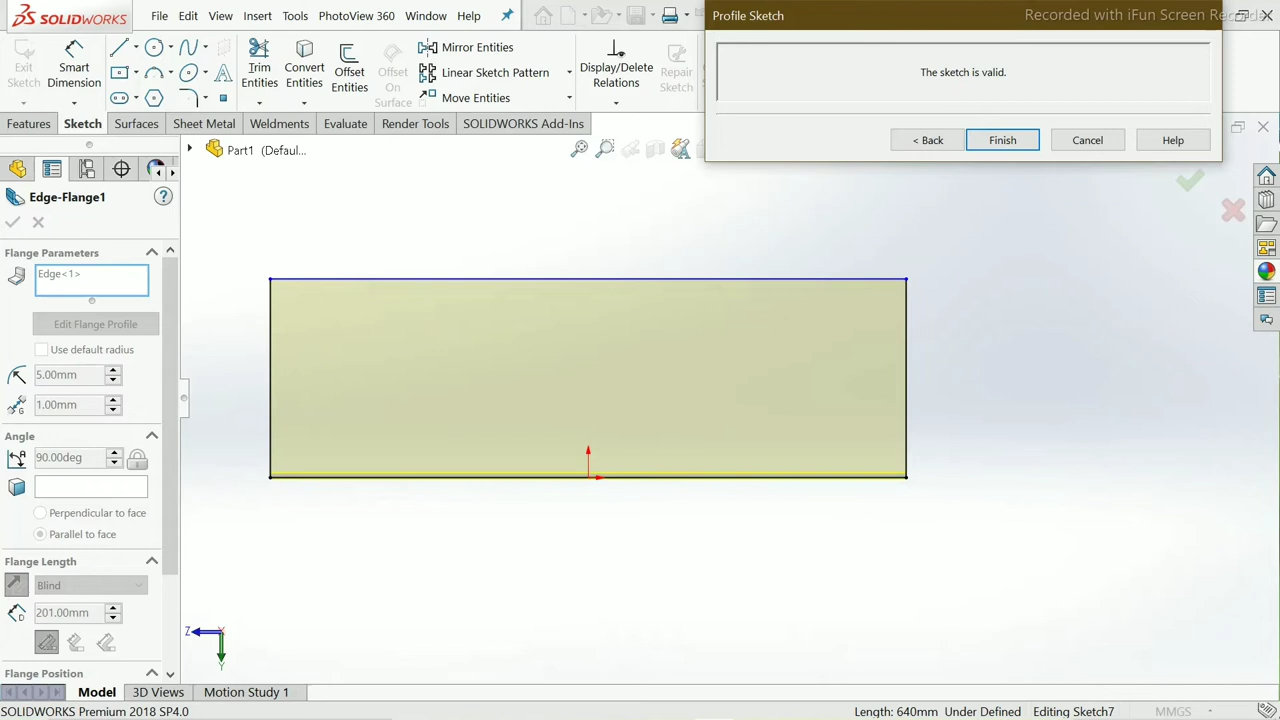 SOLIDWORKS File Edit View Insert Tools PhotoView 360 Window Help
Profile Sketch Recorded with iFun Screen Recorde
The sketch is valid.
< Back Finish Cancel Help
Exit Sketch
Smart Dimension
Trim Entities
Convert Entities
Offset Entities
Offset On Surface
Mirror Entities
Linear Sketch Pattern
Move Entities
Display/Delete Relations
Repair Sketch
Features Sketch Surfaces Sheet Metal Weldments Evaluate Render Tools SOLIDWORKS Add-Ins
Part1 (Defaul...
Edge-Flange1
Flange Parameters
Edge<1>
Edit Flange Profile
Use default radius
5.00mm
1.00mm
Angle
90.00deg
Perpendicular to face
Parallel to face
Flange Length
Blind
201.00mm
Flange Position
Z
Y
Model 3D Views Motion Study 1
SOLIDWORKS Premium 2018 SP4.0 Length: 640mm Under Defined Editing Sketch7 MMGS